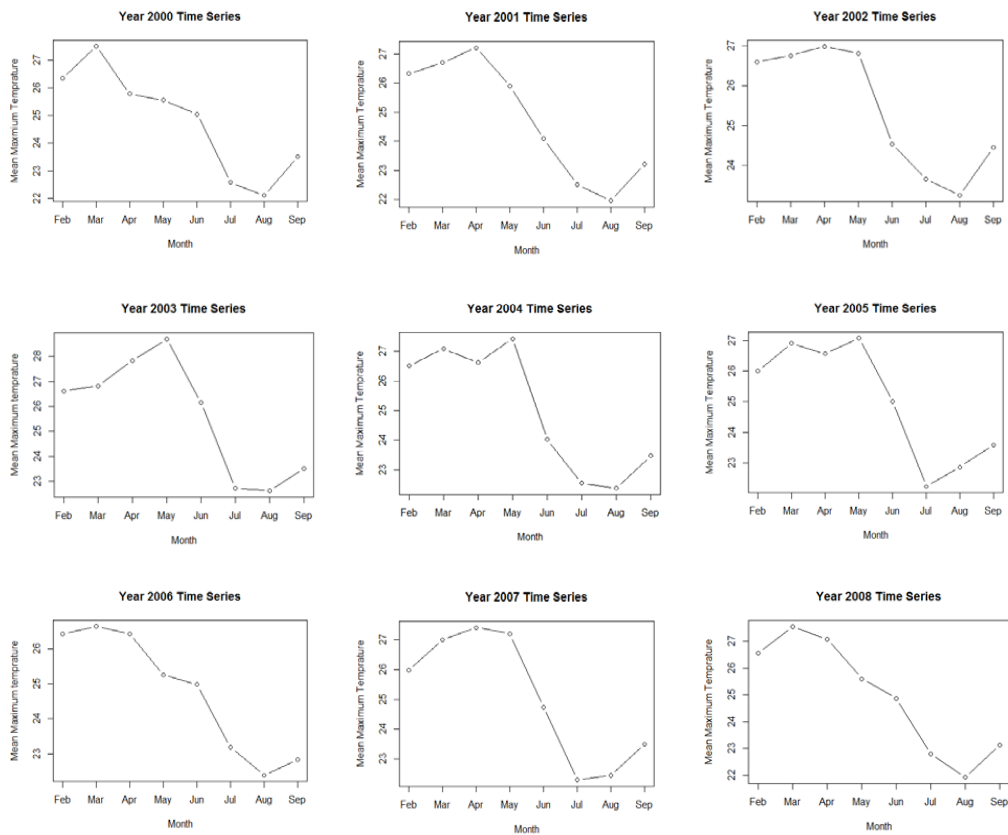 Year 2000 Time Series
Mean Maximum Temprature
27
26
25
24
23
22
Feb Mar Apr May Jun Jul Aug Sep
Month
Year 2001 Time Series
Mean Maximum Temprature
27
26
25
24
23
22
Feb Mar Apr May Jun Jul Aug Sep
Month
Year 2002 Time Series
Mean Maximum Temprature
27
26
25
24
Feb Mar Apr May Jun Jul Aug Sep
Month
Year 2003 Time Series
Mean Maximum temprature
28
27
26
25
24
23
Feb Mar Apr May Jun Jul Aug Sep
Month
Year 2004 Time Series
Mean Maximum Temprature
27
26
25
24
23
Feb Mar Apr May Jun Jul Aug Sep
Month
Year 2005 Time Series
Mean Maximum Temprature
27
26
25
24
23
Feb Mar Apr May Jun Jul Aug Sep
Month
Year 2006 Time Series
Mean Maximum temprature
26
25
24
23
Feb Mar Apr May Jun Jul Aug Sep
Month
Year 2007 Time Series
Mean Maximum Temprature
27
26
25
24
23
Feb Mar Apr May Jun Jul Aug Sep
Month
Year 2008 Time Series
Mean Maximum Temprature
27
26
25
24
23
22
Feb Mar Apr May Jun Jul Aug Sep
Month